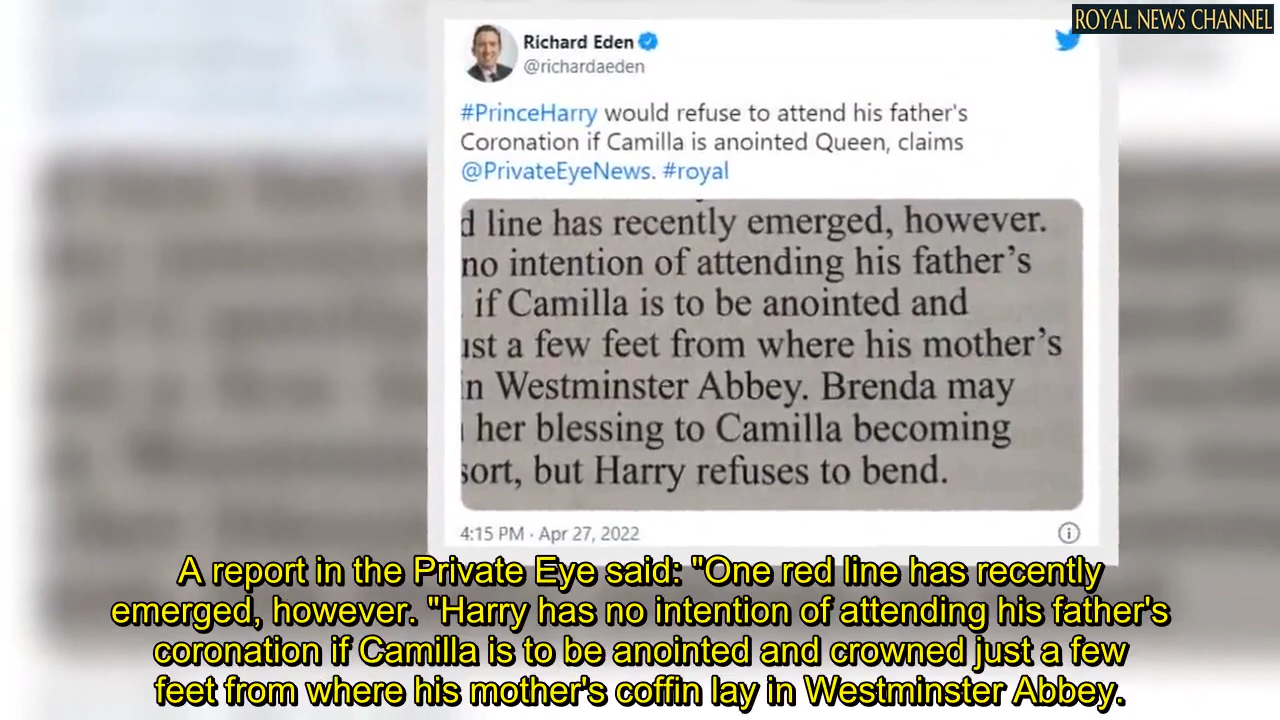 ROYAL NEWS CHANNEL
Richard Eden
@richardaeden
#PrinceHarry would refuse to attend his father's
Coronation if Camilla is anointed Queen, claims
@PrivateEyeNews. #royal
d line has recently emerged, however.
no intention of attending his father's
if Camilla is to be anointed and
ust a few feet from where his mother's
in Westminster Abbey. Brenda may
her blessing to Camilla becoming
sort, but Harry refuses to bend.
4:15 PM · Apr 27, 2022
A report in the Private Eye said: "One red line has recently
emerged, however. "Harry has no intention of attending his father's
coronation if Camilla is to be anointed and crowned just a few
feet from where his mother's coffin lay in Westminster Abbey.